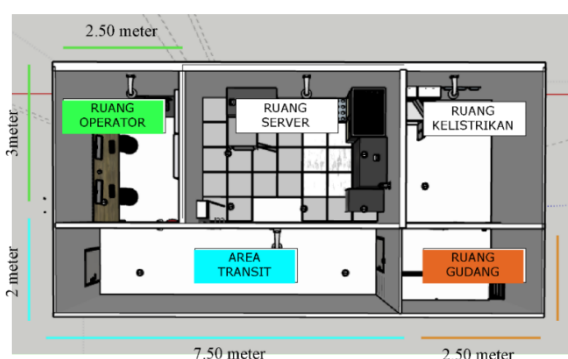 2.50 meter
RUANG
OPERATOR
RUANG
SERVER
RUANG
KELISTRIKAN
3meter
2 meter
AREA
TRANSIT
RUANG
GUDANG
7.50 meter
2.50 meter